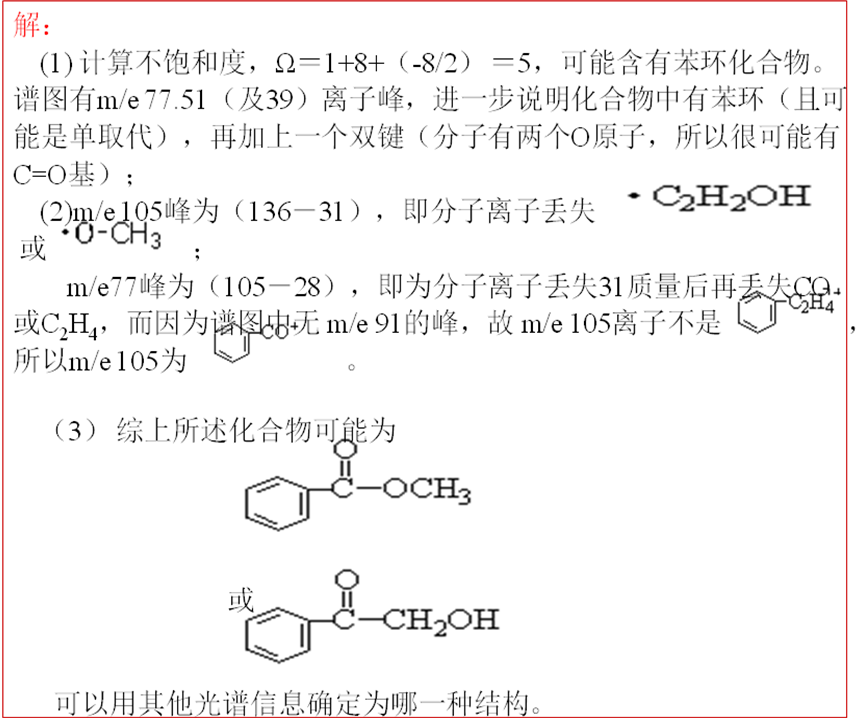 解：
(1) 计算不饱和度，Ω＝1+8+（-8/2）＝5，可能含有苯环化合物。
谱图有m/e 77.51（及39）离子峰，进一步说明化合物中有苯环（且可
能是单取代），再加上一个双键（分子有两个O原子，所以很可能有
C=O基）；
(2)m/e 105峰为（136－31），即分子离子丢失 ·C₂H₂OH
或 ·O-CH₃ ；
m/e77峰为（105－28），即为分子离子丢失31质量后再丢失CO
或C₂H₄，而因为谱图中无 m/e 91的峰，故 m/e 105离子不是 C₂H₄⁺ ，
所以m/e 105为 CO⁺ 。
（3） 综上所述化合物可能为
O
C-OCH₃
或
O
C-CH₂OH
可以用其他光谱信息确定为哪一种结构。